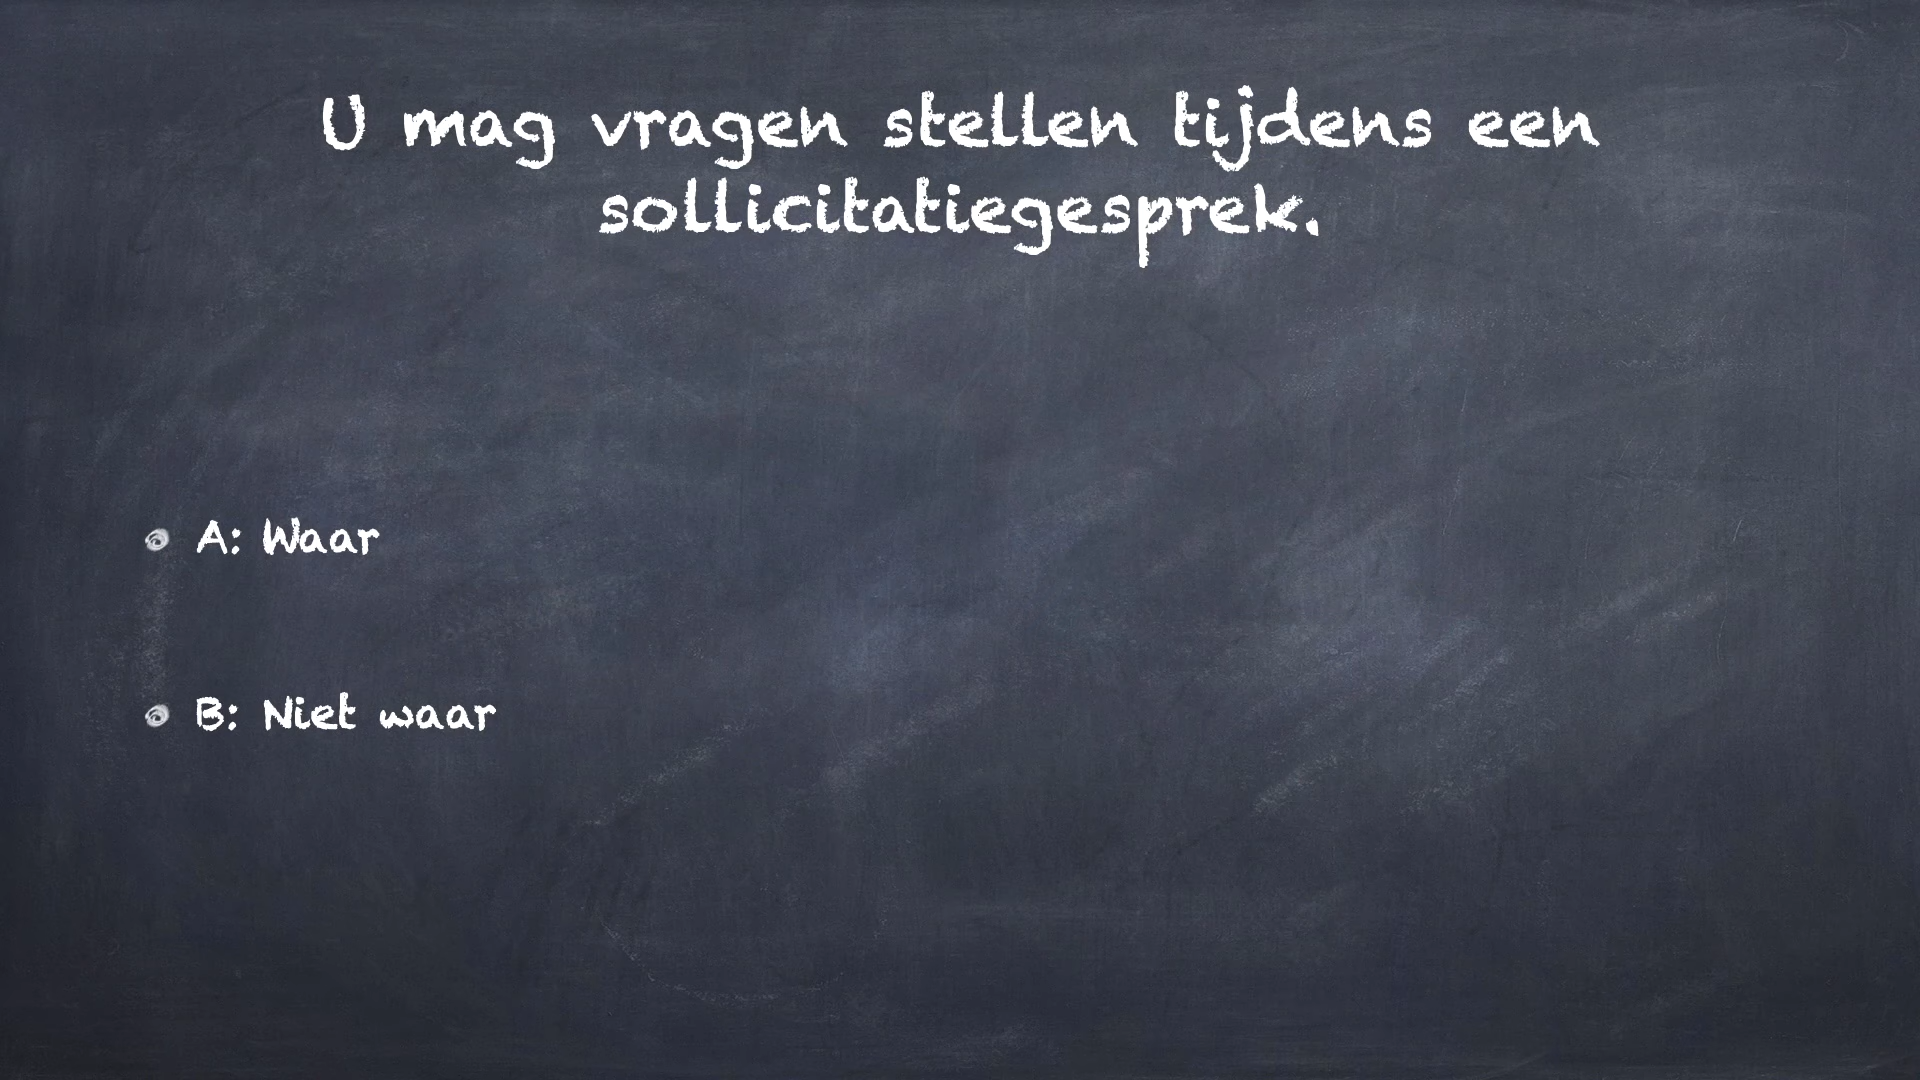 U mag vragen stellen tijdens een
sollicitatiegesprek.
A: Waar
B: Niet waar